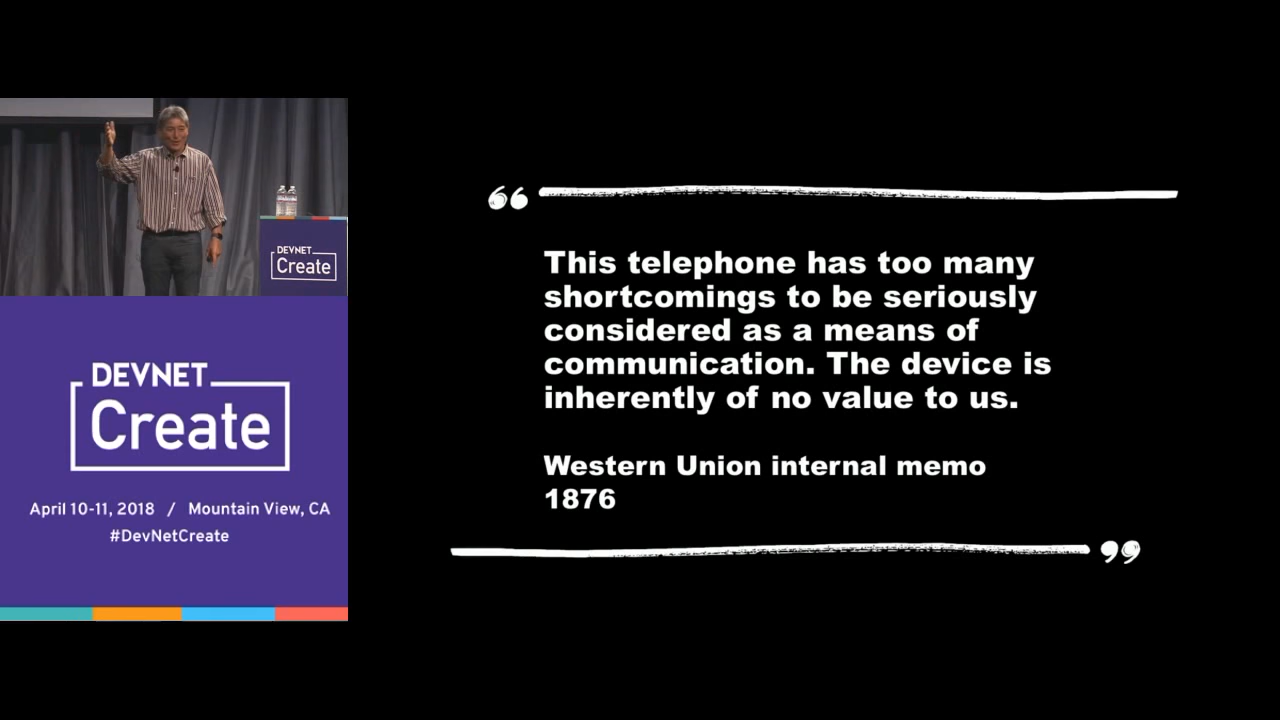 DEVNET
Create
DEVNET
Create
April 10-11, 2018 / Mountain View, CA
#DevNetCreate
“
This telephone has too many
shortcomings to be seriously
considered as a means of
communication. The device is
inherently of no value to us.
Western Union internal memo
1876
”